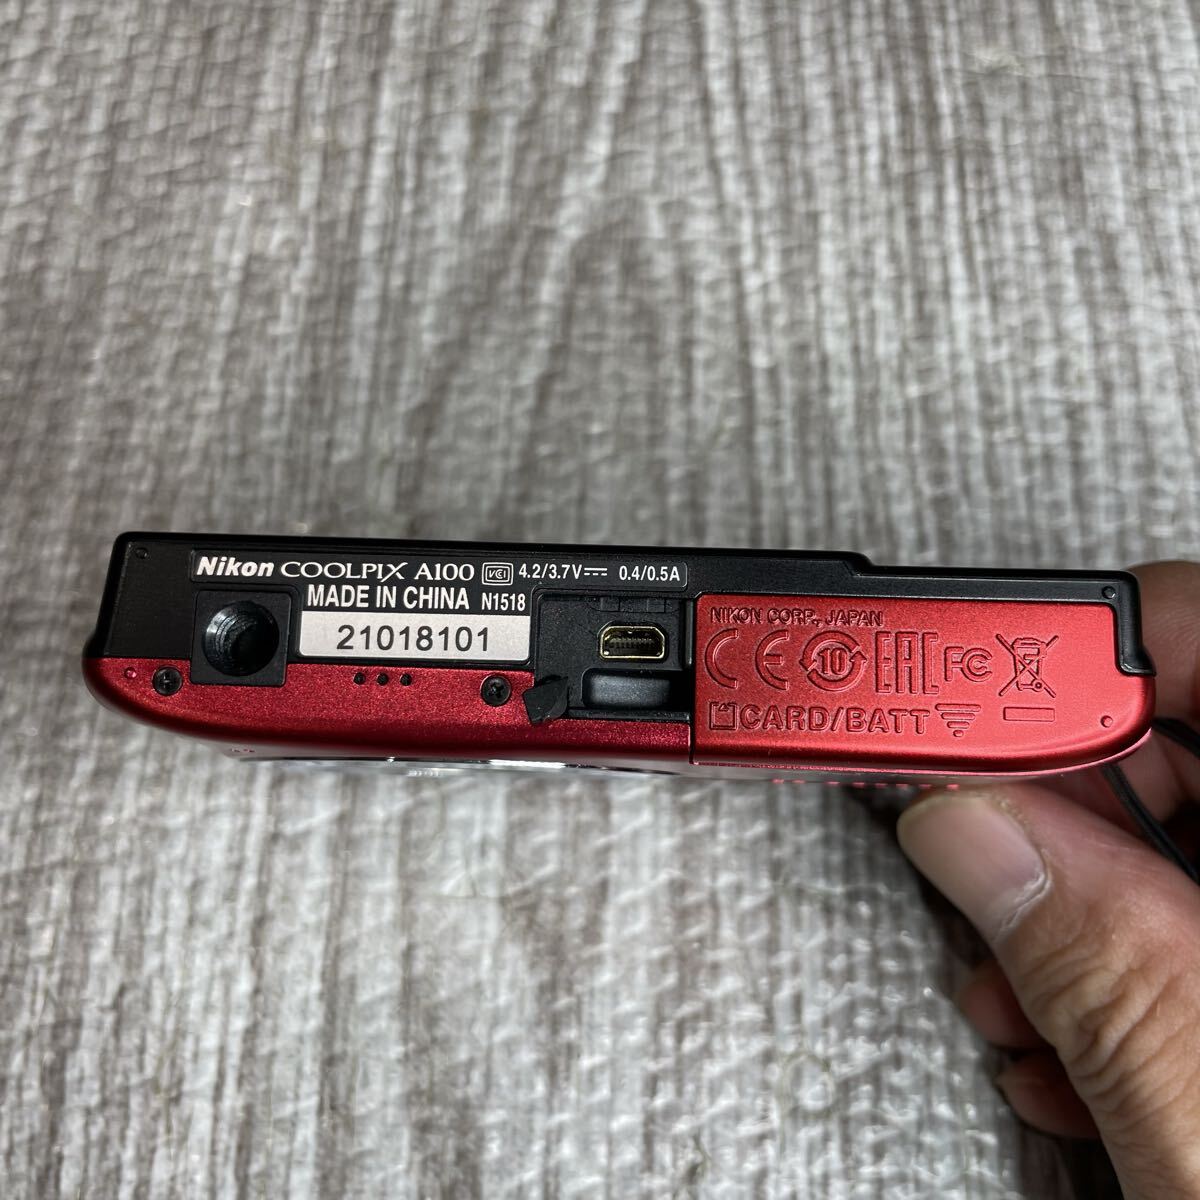 Nikon COOLPIX A100 VCCI 4.2/3.7V⎓ 0.4/0.5A
MADE IN CHINA N1518
21018101
NIKON CORP., JAPAN
CE 10 EAC FC
CARD/BATT